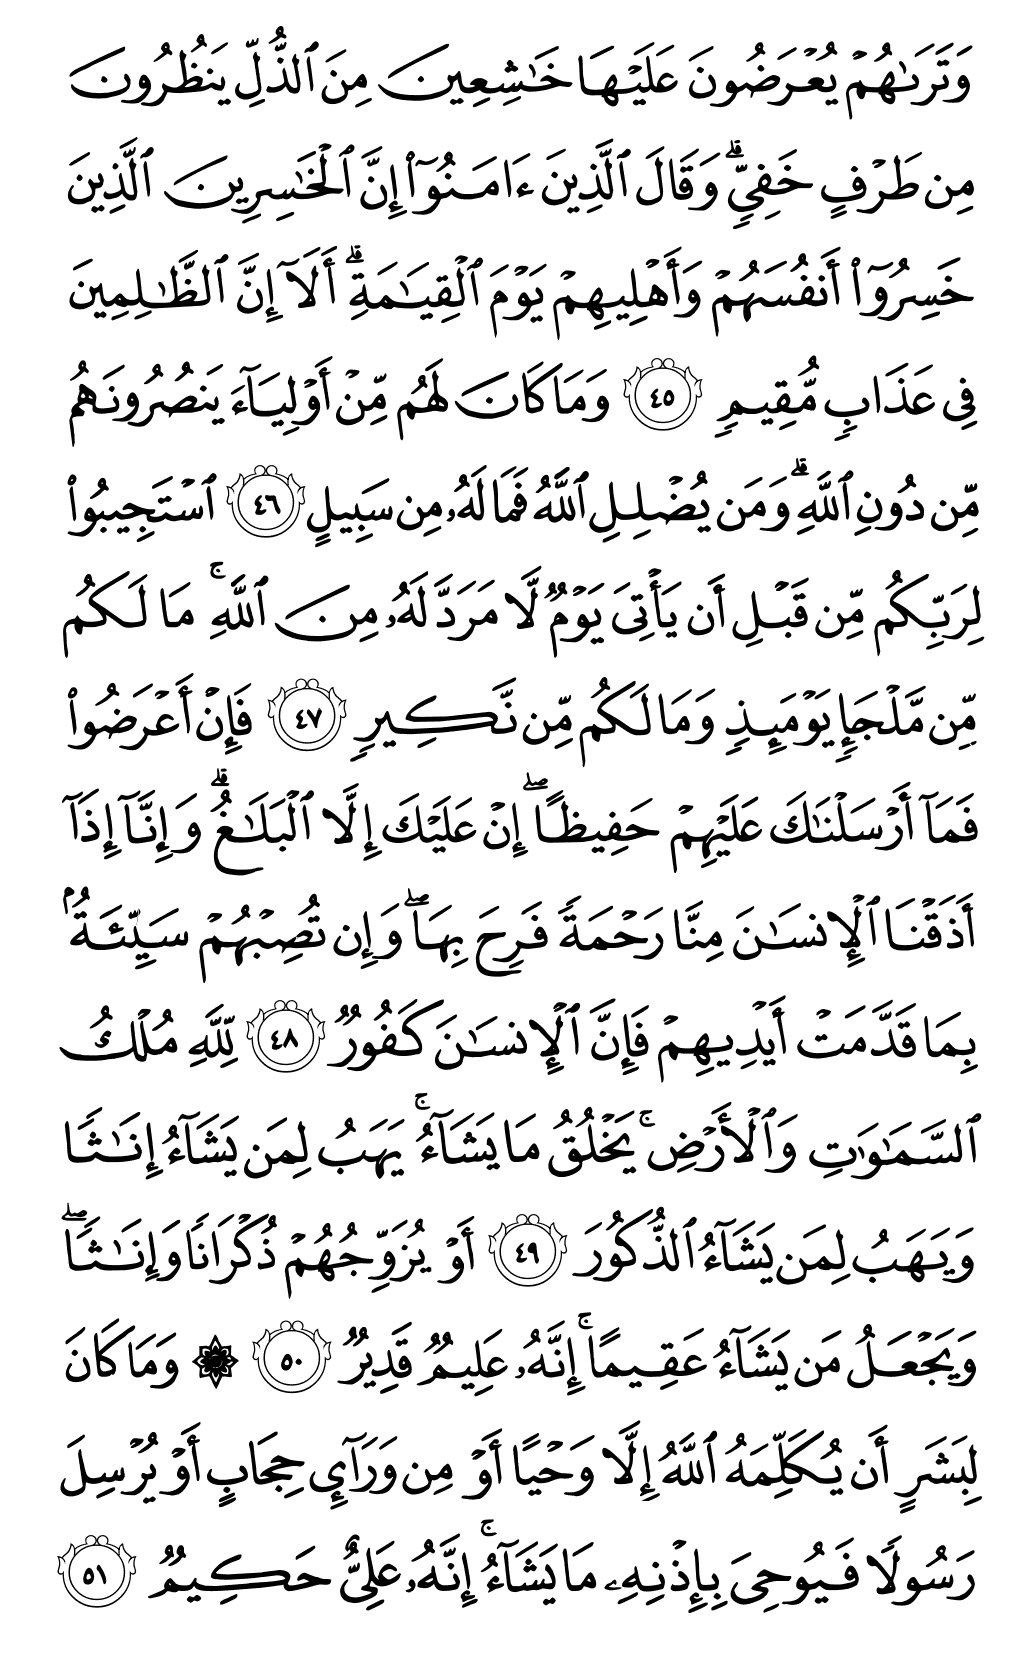 وَتَرَىٰهُمۡ يُعۡرَضُونَ عَلَيۡهَا خَٰشِعِينَ مِنَ ٱلذُّلِّ يَنظُرُونَ
مِن طَرۡفٍ خَفِيّٖۗ وَقَالَ ٱلَّذِينَ ءَامَنُوٓاْ إِنَّ ٱلۡخَٰسِرِينَ ٱلَّذِينَ
خَسِرُوٓاْ أَنفُسَهُمۡ وَأَهۡلِيهِمۡ يَوۡمَ ٱلۡقِيَٰمَةِۗ أَلَآ إِنَّ ٱلظَّٰلِمِينَ
فِي عَذَابٖ مُّقِيمٖ ٤٥ وَمَا كَانَ لَهُم مِّنۡ أَوۡلِيَآءَ يَنصُرُونَهُم
مِّن دُونِ ٱللَّهِۗ وَمَن يُضۡلِلِ ٱللَّهُ فَمَا لَهُۥ مِن سَبِيلٍ ٤٦ ٱسۡتَجِيبُواْ
لِرَبِّكُم مِّن قَبۡلِ أَن يَأۡتِيَ يَوۡمٞ لَّا مَرَدَّ لَهُۥ مِنَ ٱللَّهِۚ مَا لَكُم
مِّن مَّلۡجَإٖ يَوۡمَئِذٖ وَمَا لَكُم مِّن نَّكِيرٖ ٤٧ فَإِنۡ أَعۡرَضُواْ
فَمَآ أَرۡسَلۡنَٰكَ عَلَيۡهِمۡ حَفِيظًاۖ إِنۡ عَلَيۡكَ إِلَّا ٱلۡبَلَٰغُۗ وَإِنَّآ إِذَآ
أَذَقۡنَا ٱلۡإِنسَٰنَ مِنَّا رَحۡمَةٗ فَرِحَ بِهَاۖ وَإِن تُصِبۡهُمۡ سَيِّئَةُۢ
بِمَا قَدَّمَتۡ أَيۡدِيهِمۡ فَإِنَّ ٱلۡإِنسَٰنَ كَفُورٞ ٤٨ لِّلَّهِ مُلۡكُ
ٱلسَّمَٰوَٰتِ وَٱلۡأَرۡضِۚ يَخۡلُقُ مَا يَشَآءُۚ يَهَبُ لِمَن يَشَآءُ إِنَٰثٗا
وَيَهَبُ لِمَن يَشَآءُ ٱلذُّكُورَ ٤٩ أَوۡ يُزَوِّجُهُمۡ ذُكۡرَانٗا وَإِنَٰثٗاۖ
وَيَجۡعَلُ مَن يَشَآءُ عَقِيمًاۚ إِنَّهُۥ عَلِيمٞ قَدِيرٞ ٥٠ ۞ وَمَا كَانَ
لِبَشَرٍ أَن يُكَلِّمَهُ ٱللَّهُ إِلَّا وَحۡيًا أَوۡ مِن وَرَآيِٕ حِجَابٍ أَوۡ يُرۡسِلَ
رَسُولٗا فَيُوحِيَ بِإِذۡنِهِۦ مَا يَشَآءُۚ إِنَّهُۥ عَلِيٌّ حَكِيمٞ ٥١